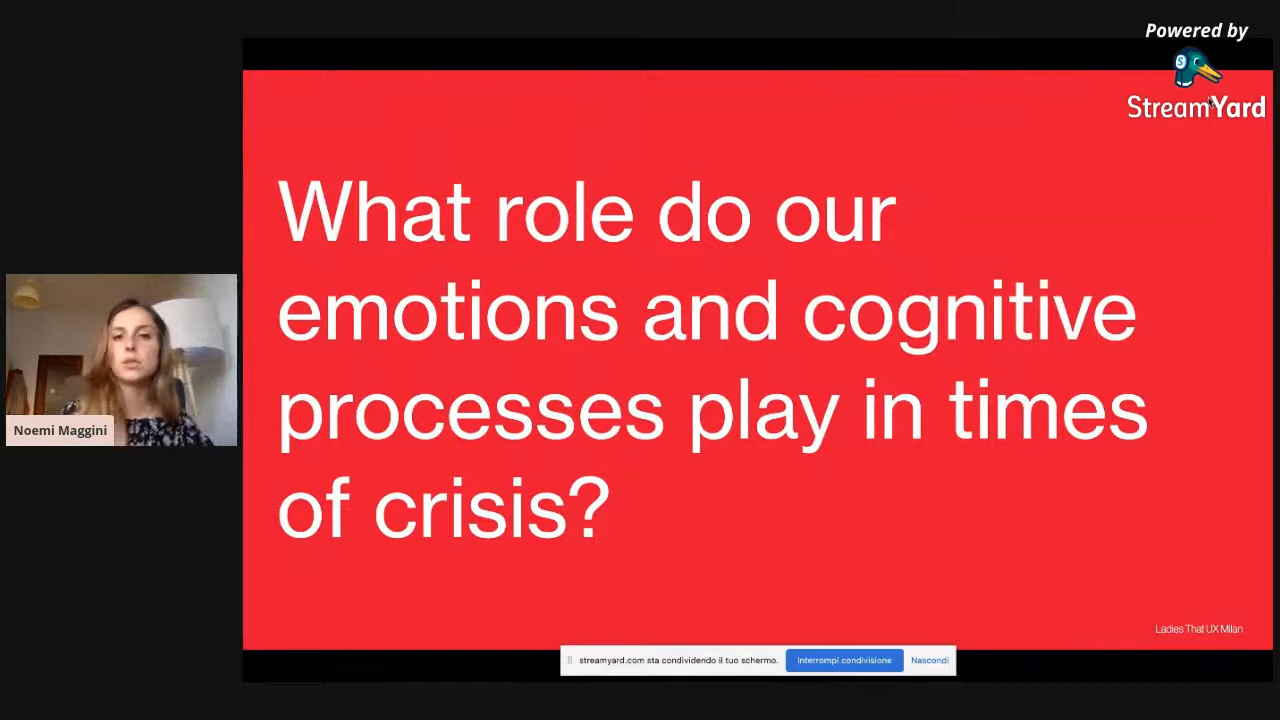 Powered by
StreamYard
What role do our
emotions and cognitive
processes play in times
of crisis?
Noemi Maggini
Ladies That UX Milan
streamyard.com sta condividendo il tuo schermo.
Interrompi condivisione
Nascondi